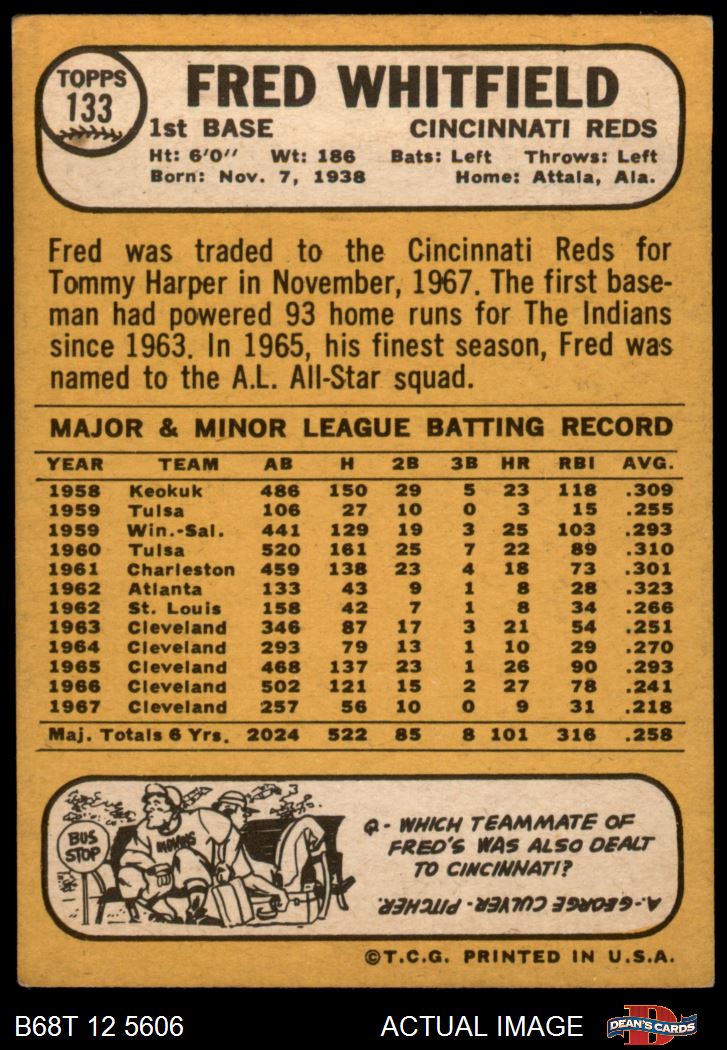 TOPPS
133
FRED WHITFIELD
1st BASE CINCINNATI REDS
Ht: 6'0" Wt: 186 Bats: Left Throws: Left
Born: Nov. 7, 1938 Home: Attala, Ala.
Fred was traded to the Cincinnati Reds for
Tommy Harper in November, 1967. The first base-
man had powered 93 home runs for The Indians
since 1963. In 1965, his finest season, Fred was
named to the A.L. All-Star squad.
MAJOR & MINOR LEAGUE BATTING RECORD
YEAR TEAM AB H 2B 3B HR RBI AVG.
1958 Keokuk 486 150 29 5 23 118 .309
1959 Tulsa 106 27 10 0 3 15 .255
1959 Win.-Sal. 441 129 19 3 25 103 .293
1960 Tulsa 520 161 25 7 22 89 .310
1961 Charleston 459 138 23 4 18 73 .301
1962 Atlanta 133 43 9 1 8 28 .323
1962 St. Louis 158 42 7 1 8 34 .266
1963 Cleveland 346 87 17 3 21 54 .251
1964 Cleveland 293 79 13 1 10 29 .270
1965 Cleveland 468 137 23 1 26 90 .293
1966 Cleveland 502 121 15 2 27 78 .241
1967 Cleveland 257 56 10 0 9 31 .218
Maj. Totals 6 Yrs. 2024 522 85 8 101 316 .258
BUS
STOP
Q- WHICH TEAMMATE OF
FRED'S WAS ALSO DEALT
TO CINCINNATI?
A-GEORGE CULVER-PITCHER.
©T.C.G. PRINTED IN U.S.A.
B68T 12 5606 ACTUAL IMAGE
D
DEAN'S CARDS